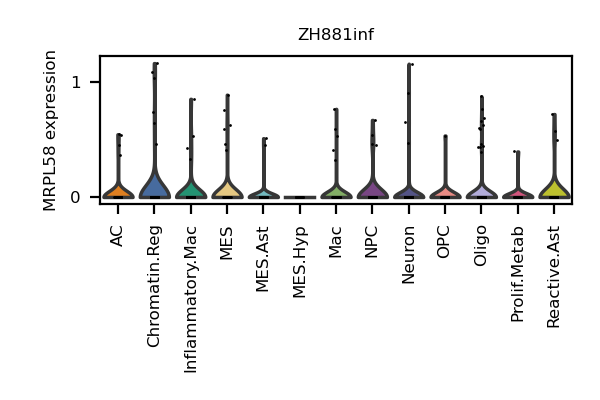 ZH881inf
MRPL58 expression
1
0
AC
Chromatin.Reg
Inflammatory.Mac
MES
MES.Ast
MES.Hyp
Mac
NPC
Neuron
OPC
Oligo
Prolif.Metab
Reactive.Ast